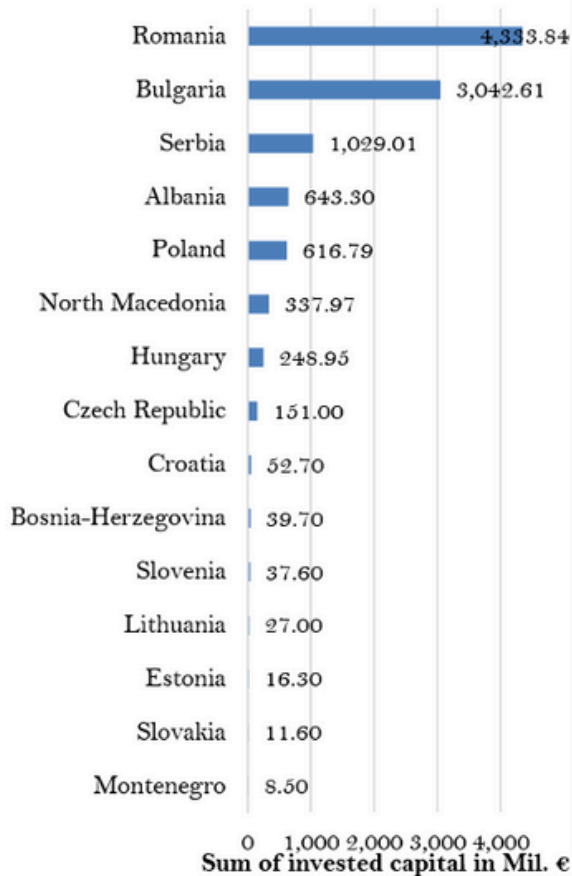 Romania 4,333.84
Bulgaria 3,042.61
Serbia 1,029.01
Albania 643.30
Poland 616.79
North Macedonia 337.97
Hungary 248.95
Czech Republic 151.00
Croatia 52.70
Bosnia-Herzegovina 39.70
Slovenia 37.60
Lithuania 27.00
Estonia 16.30
Slovakia 11.60
Montenegro 8.50
0 1,000 2,000 3,000 4,000
Sum of invested capital in Mil. €